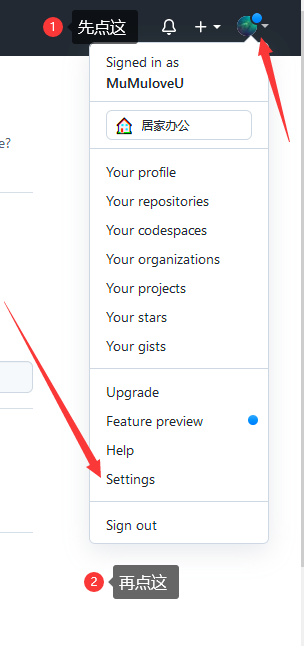 1 先点这
Signed in as
MuMuloveU
居家办公
e?
Your profile
Your repositories
Your codespaces
Your organizations
Your projects
Your stars
Your gists
Upgrade
Feature preview
Help
Settings
Sign out
2 再点这